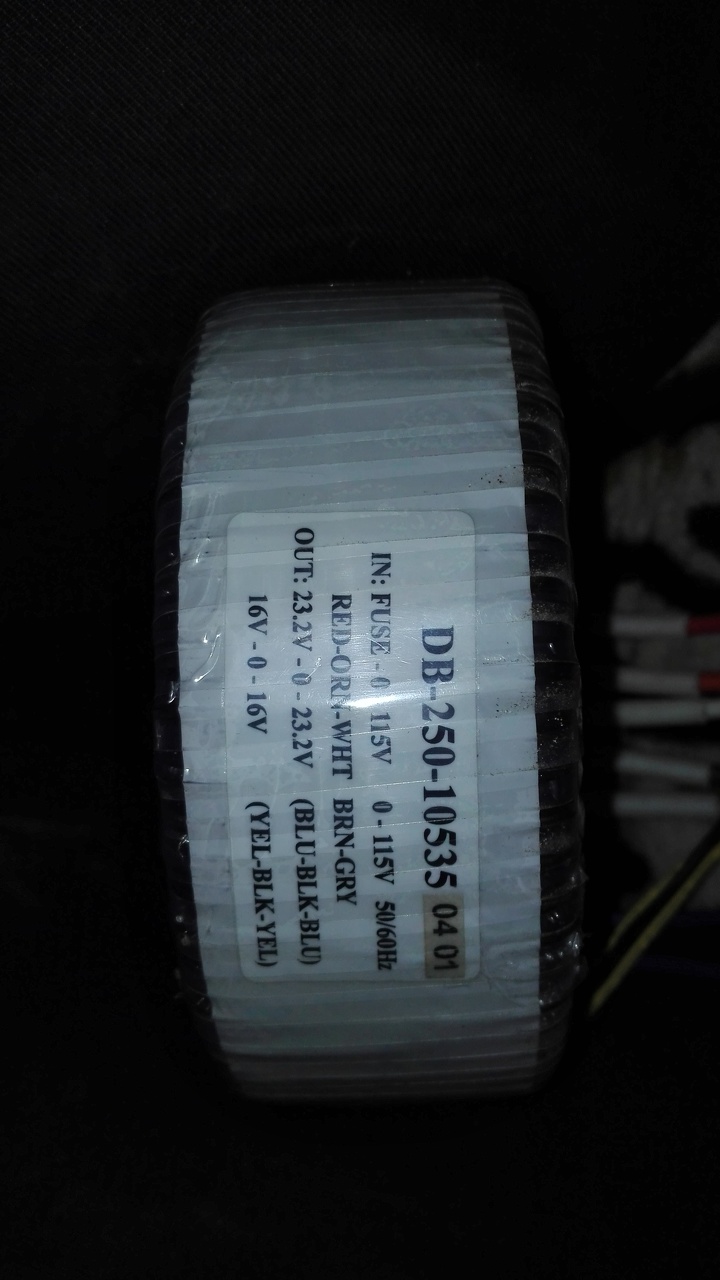 DB-250-10535 04 01
IN: FUSE - 0 115V 0 - 115V 50/60Hz
RED-ORN-WHT BRN-GRY
OUT: 23.2V - 0 - 23.2V (BLU-BLK-BLU)
16V - 0 - 16V (YEL-BLK-YEL)